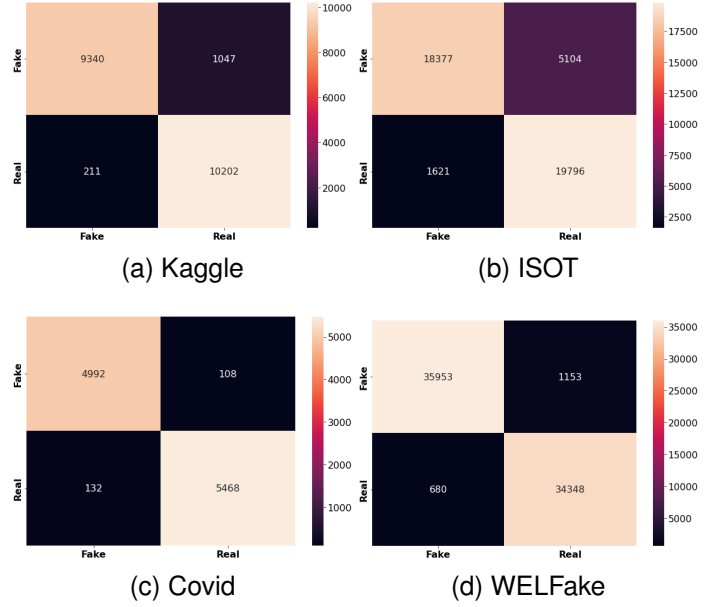 Fake
9340
1047
Real
211
10202
Fake
Real
10000
8000
6000
4000
2000
(a) Kaggle
Fake
18377
5104
Real
1621
19796
Fake
Real
17500
15000
12500
10000
7500
5000
2500
(b) ISOT
Fake
4992
108
Real
132
5468
Fake
Real
5000
4000
3000
2000
1000
(c) Covid
Fake
35953
1153
Real
680
34348
Fake
Real
35000
30000
25000
20000
15000
10000
5000
(d) WELFake